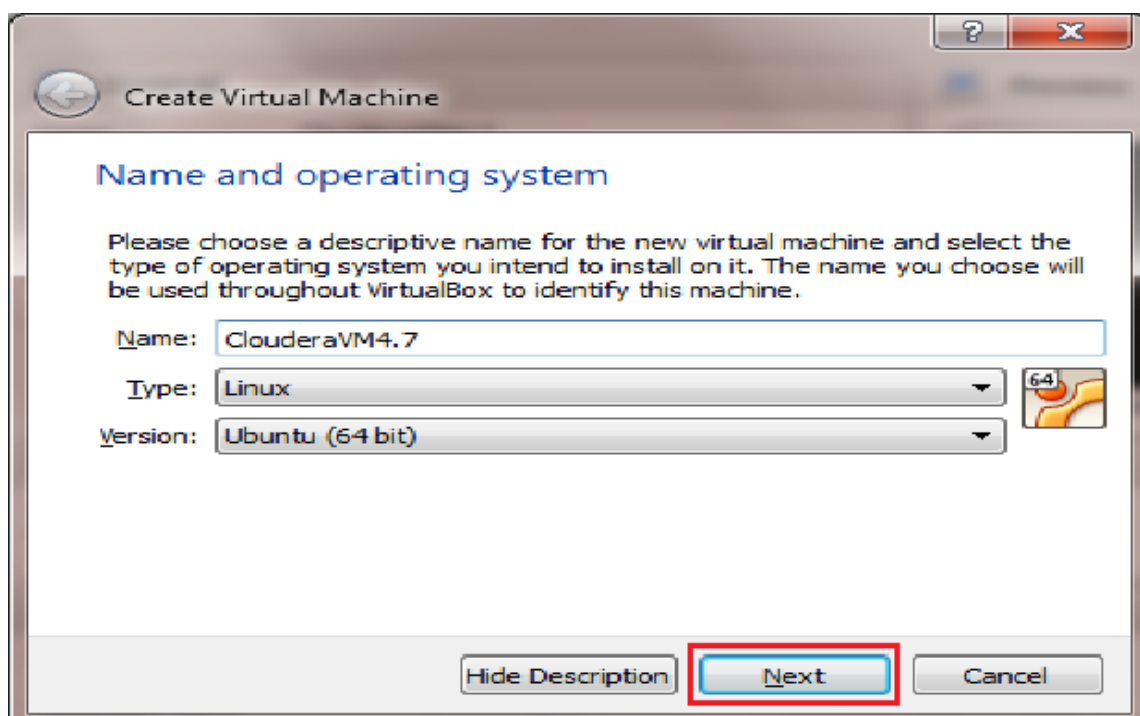 ?
Create Virtual Machine
Name and operating system
Please choose a descriptive name for the new virtual machine and select the
type of operating system you intend to install on it. The name you choose will
be used throughout VirtualBox to identify this machine.
Name: ClouderaVM4.7
Type: Linux
64
Version: Ubuntu (64 bit)
Hide Description Next Cancel